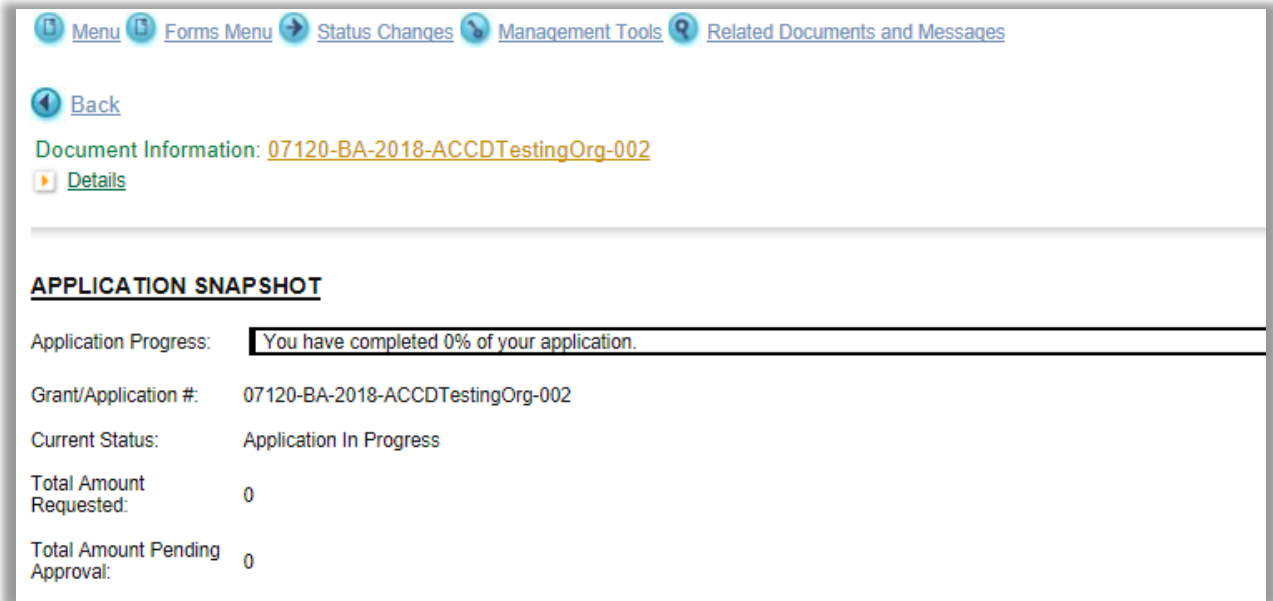 Menu Forms Menu Status Changes Management Tools Related Documents and Messages
Back
Document Information: 07120-BA-2018-ACCDTestingOrg-002
Details
APPLICATION SNAPSHOT
Application Progress: You have completed 0% of your application.
Grant/Application #: 07120-BA-2018-ACCDTestingOrg-002
Current Status: Application In Progress
Total Amount
Requested: 0
Total Amount Pending
Approval: 0